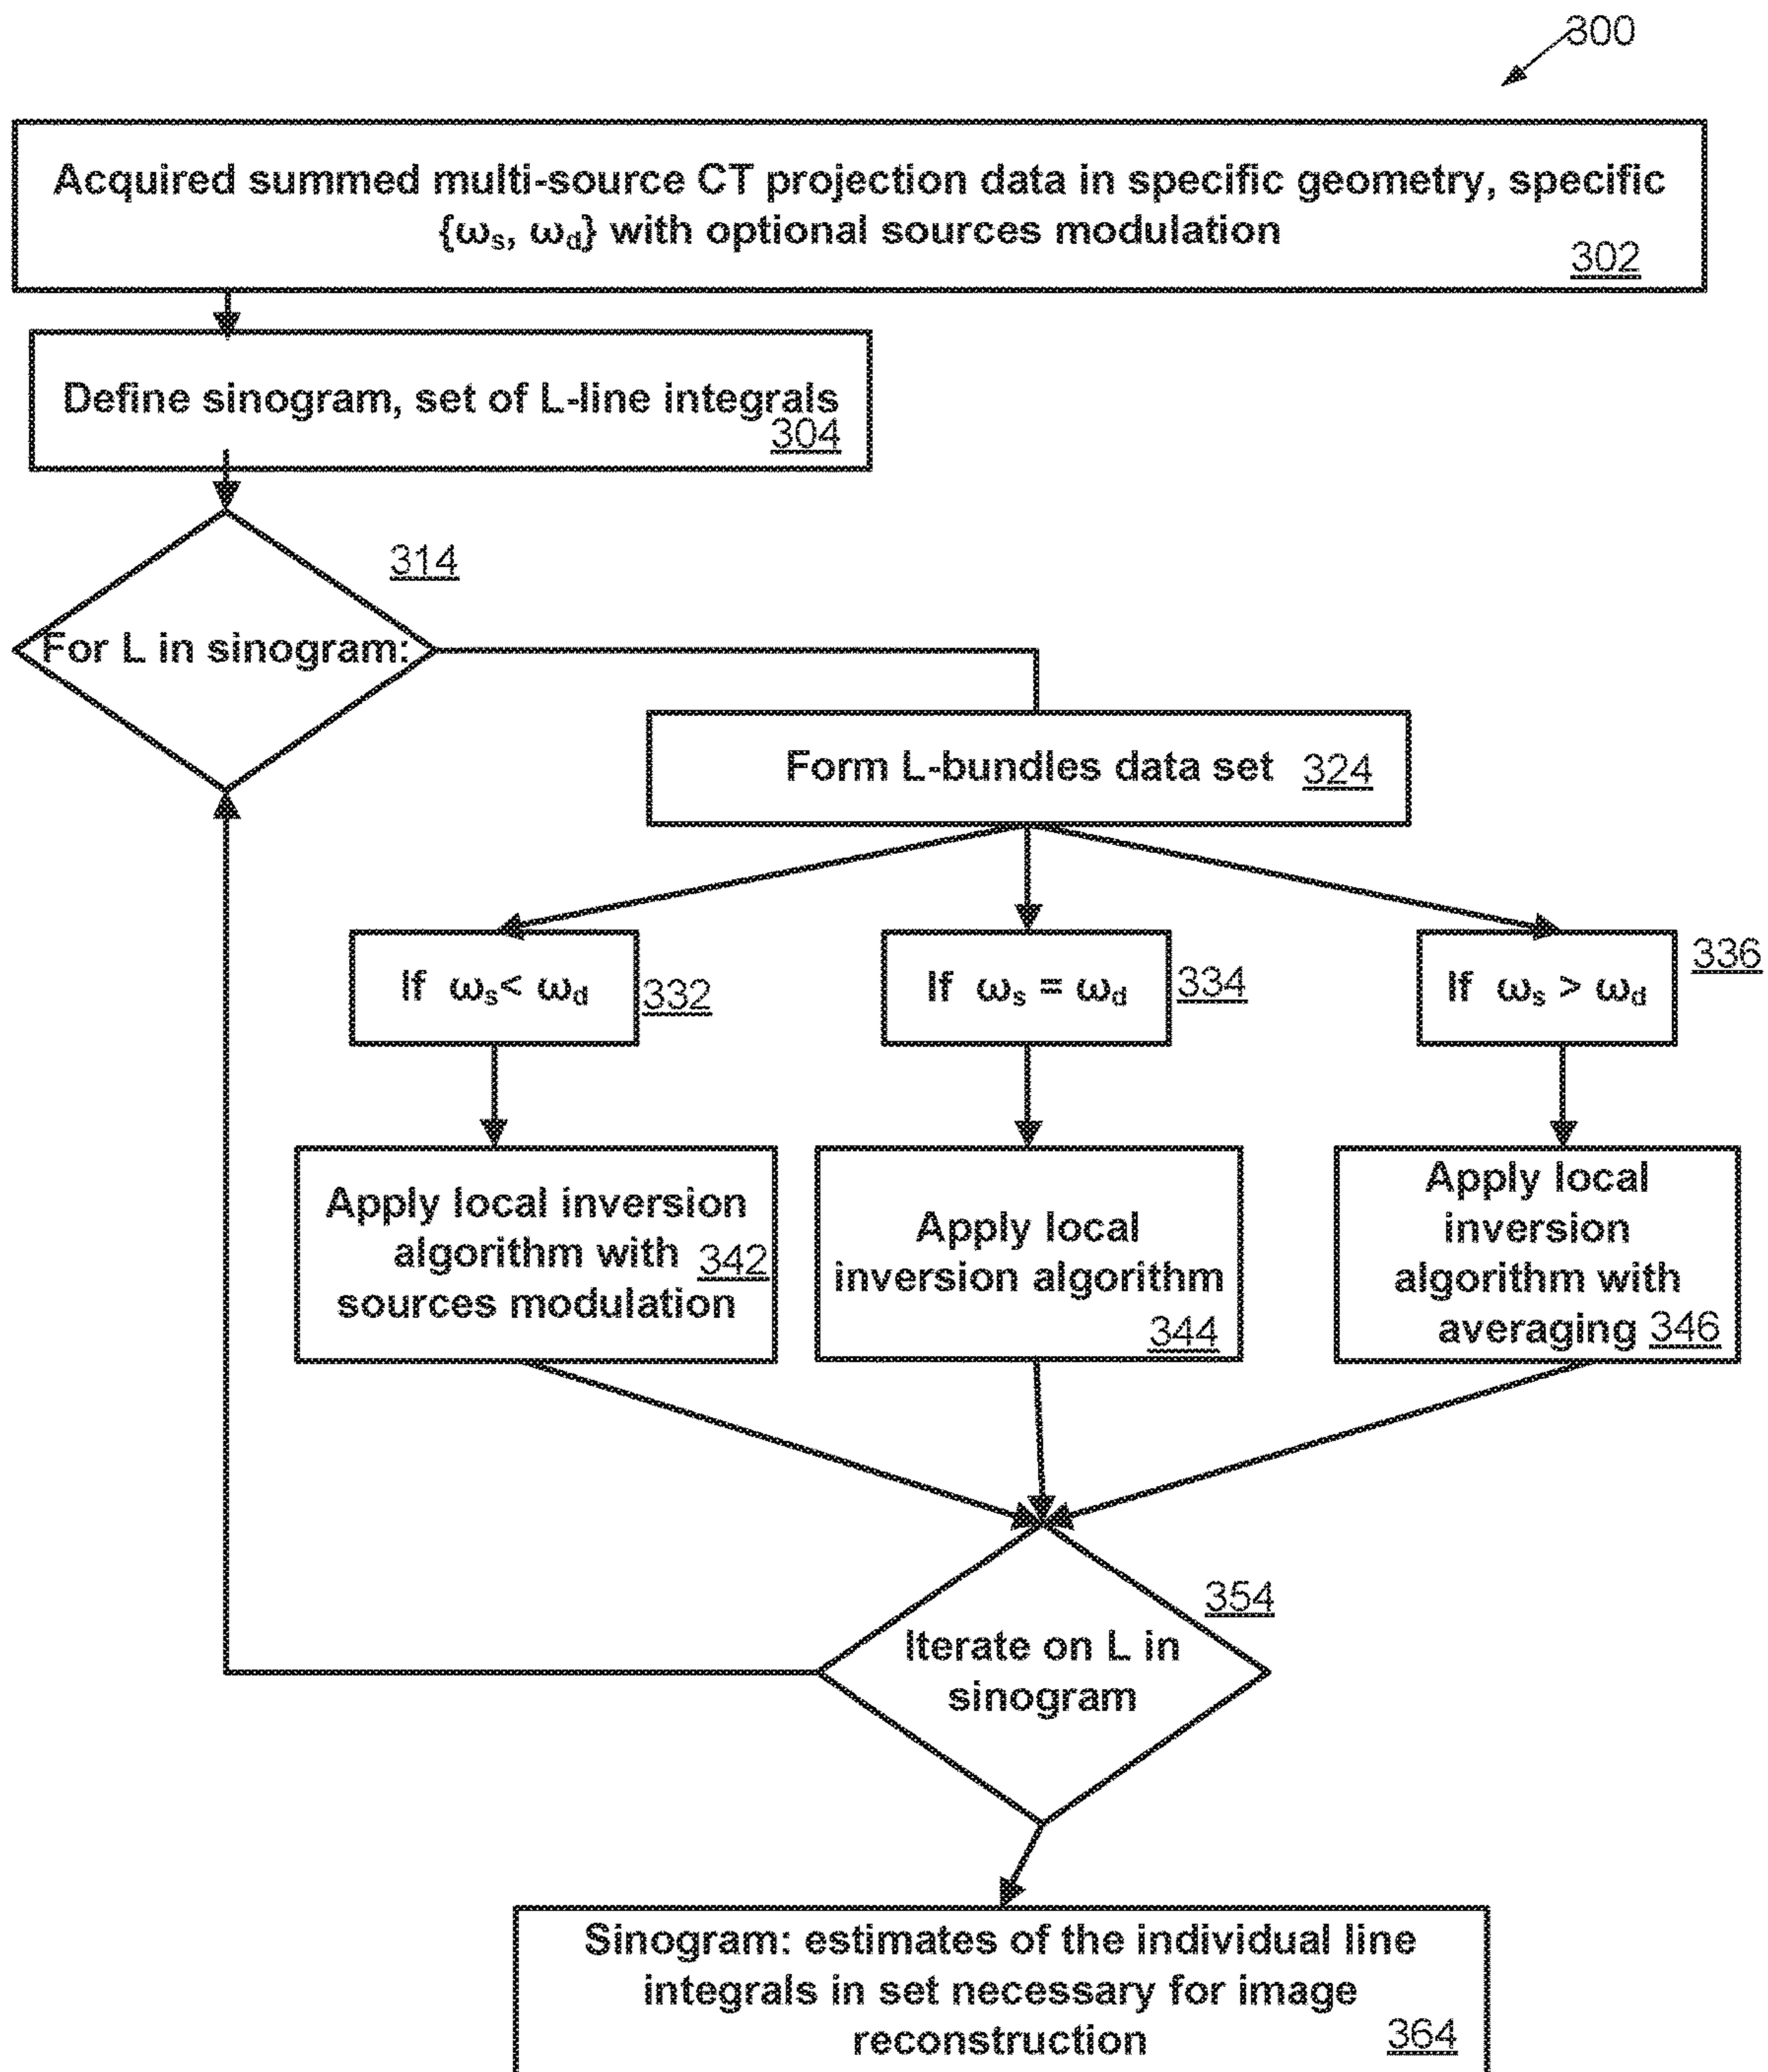 300
Acquired summed multi-source CT projection data in specific geometry, specific
{ωs, ωd} with optional sources modulation
302
Define sinogram, set of L-line integrals
304
314
For L in sinogram:
Form L-bundles data set 324
If ωs< ωd
332
If ωs = ωd
334
If ωs > ωd
336
Apply local inversion
algorithm with 342
sources modulation
Apply local
inversion algorithm
344
Apply local
inversion
algorithm with
averaging 346
354
Iterate on L in
sinogram
Sinogram: estimates of the individual line
integrals in set necessary for image
reconstruction
364